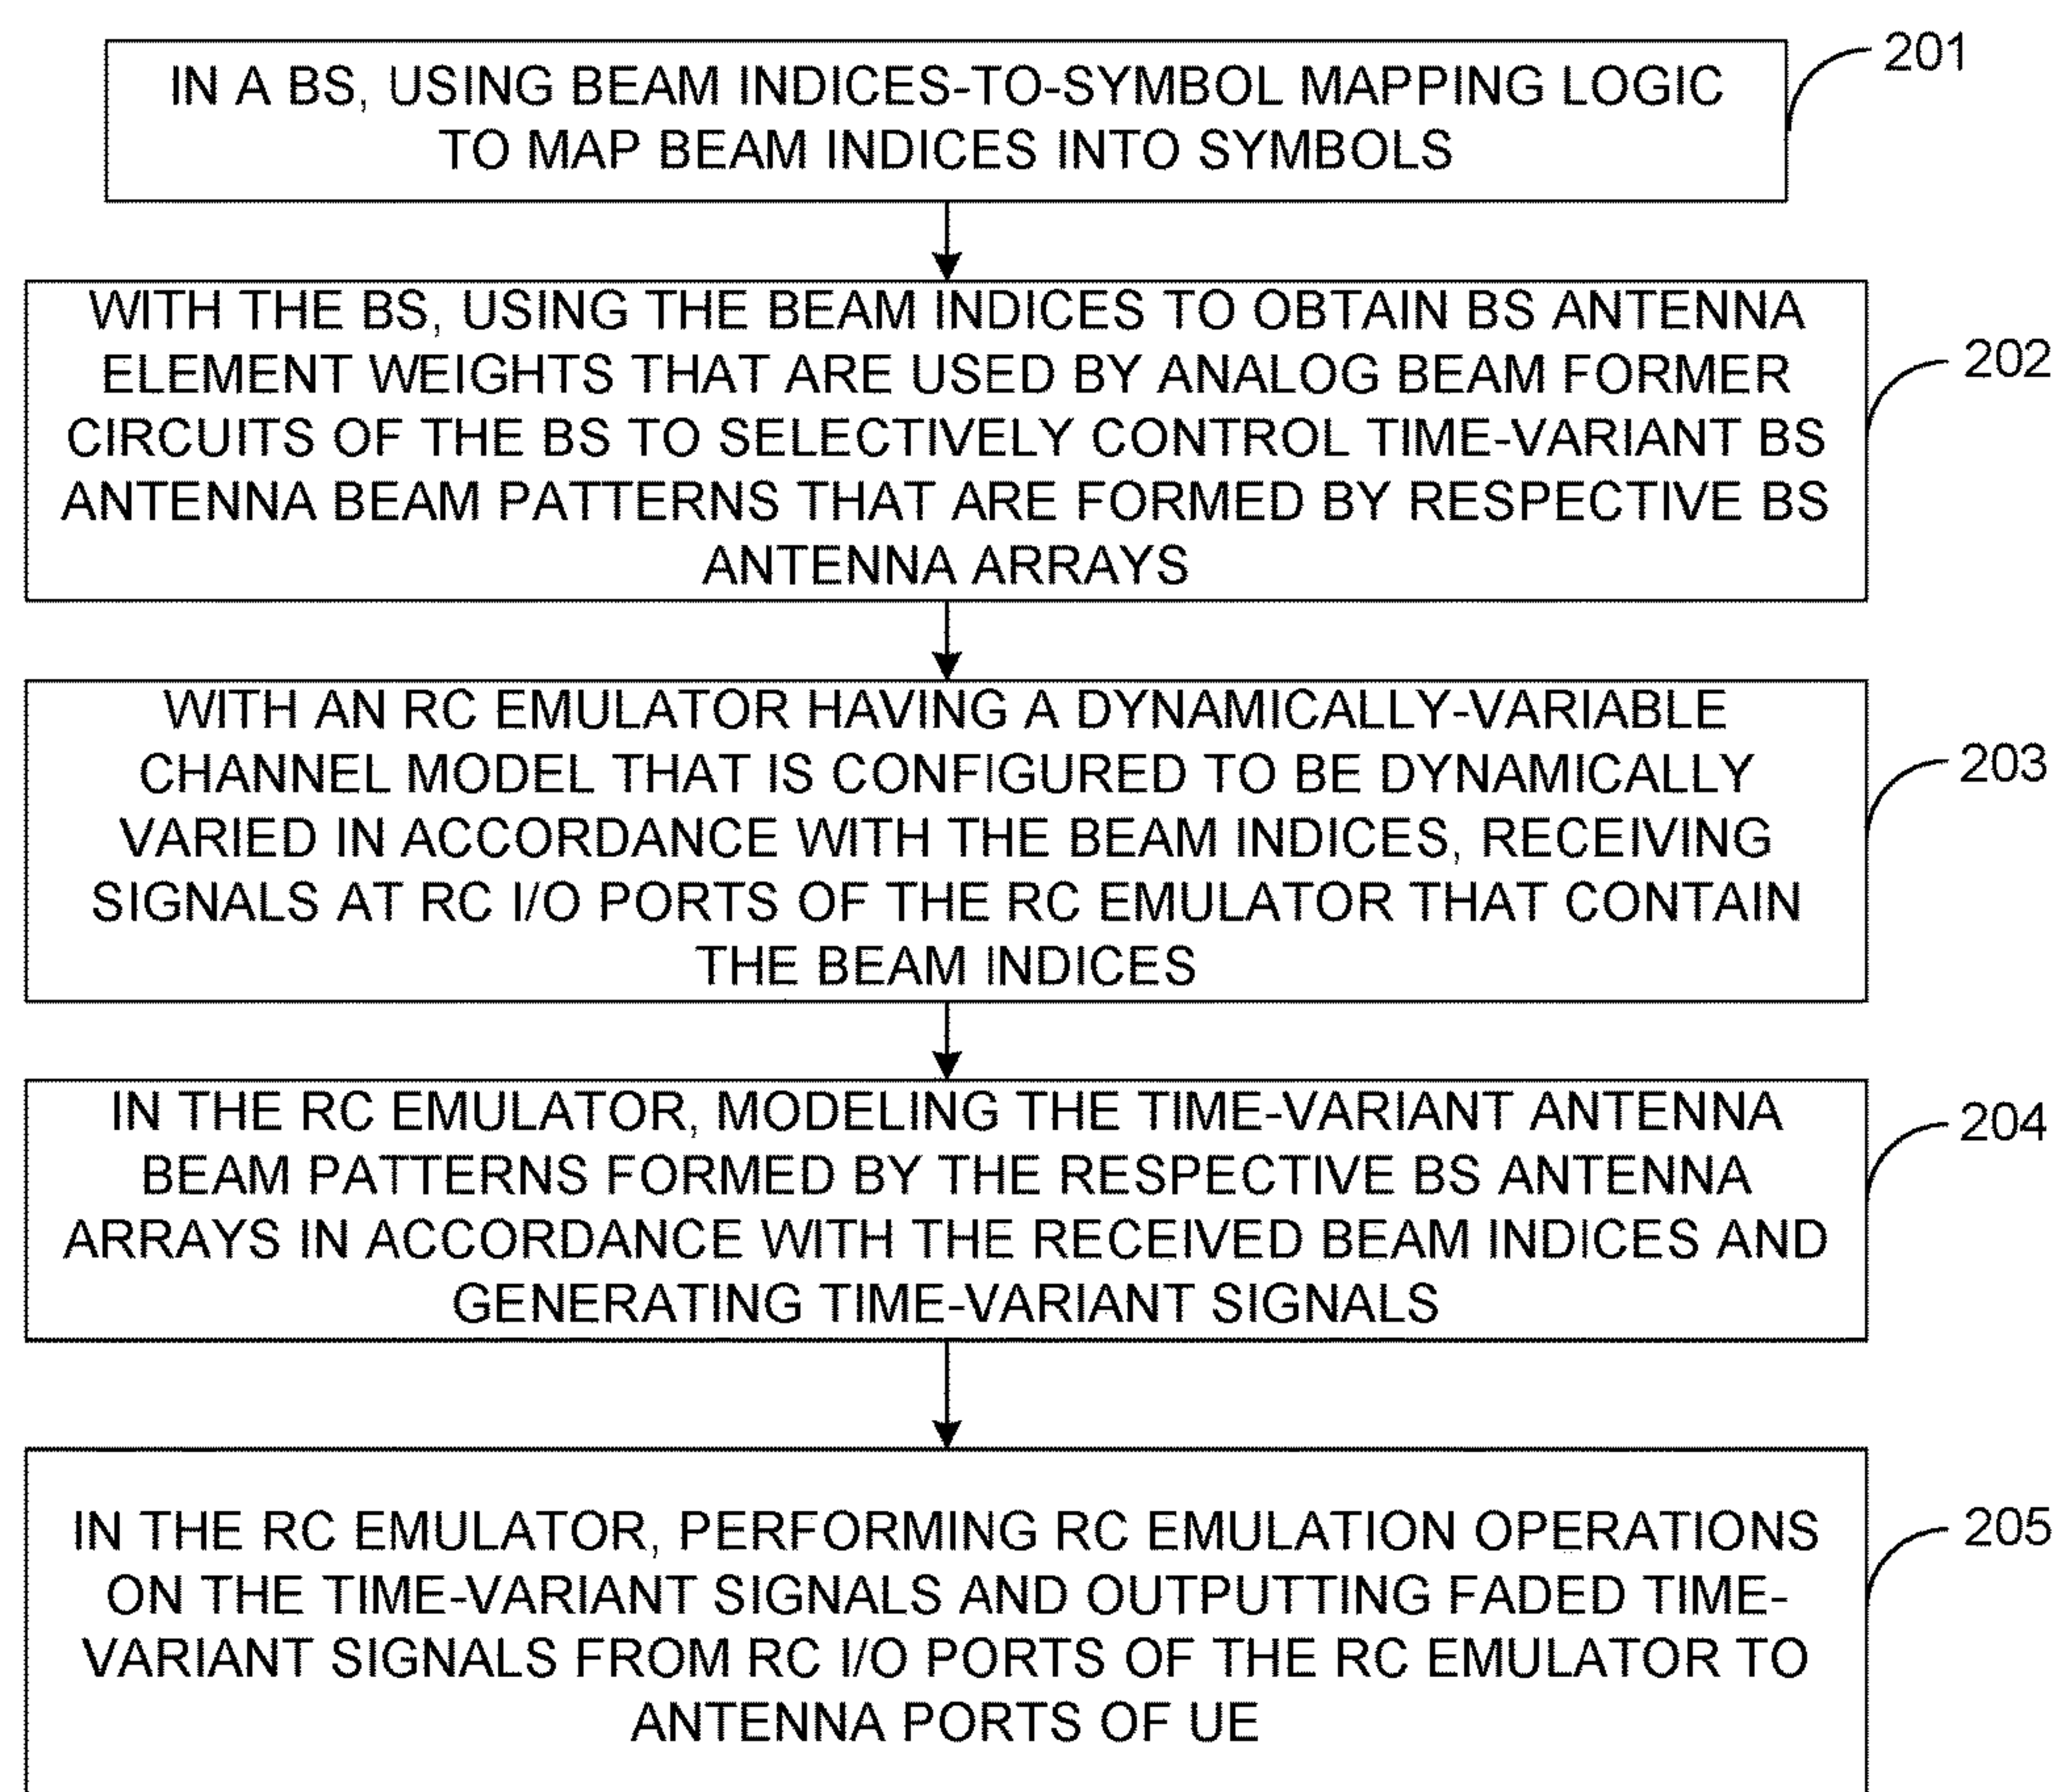 IN A BS, USING BEAM INDICES-TO-SYMBOL MAPPING LOGIC
TO MAP BEAM INDICES INTO SYMBOLS
201
WITH THE BS, USING THE BEAM INDICES TO OBTAIN BS ANTENNA
ELEMENT WEIGHTS THAT ARE USED BY ANALOG BEAM FORMER
CIRCUITS OF THE BS TO SELECTIVELY CONTROL TIME-VARIANT BS
ANTENNA BEAM PATTERNS THAT ARE FORMED BY RESPECTIVE BS
ANTENNA ARRAYS
202
WITH AN RC EMULATOR HAVING A DYNAMICALLY-VARIABLE
CHANNEL MODEL THAT IS CONFIGURED TO BE DYNAMICALLY
VARIED IN ACCORDANCE WITH THE BEAM INDICES, RECEIVING
SIGNALS AT RC I/O PORTS OF THE RC EMULATOR THAT CONTAIN
THE BEAM INDICES
203
IN THE RC EMULATOR, MODELING THE TIME-VARIANT ANTENNA
BEAM PATTERNS FORMED BY THE RESPECTIVE BS ANTENNA
ARRAYS IN ACCORDANCE WITH THE RECEIVED BEAM INDICES AND
GENERATING TIME-VARIANT SIGNALS
204
IN THE RC EMULATOR, PERFORMING RC EMULATION OPERATIONS
ON THE TIME-VARIANT SIGNALS AND OUTPUTTING FADED TIME-
VARIANT SIGNALS FROM RC I/O PORTS OF THE RC EMULATOR TO
ANTENNA PORTS OF UE
205